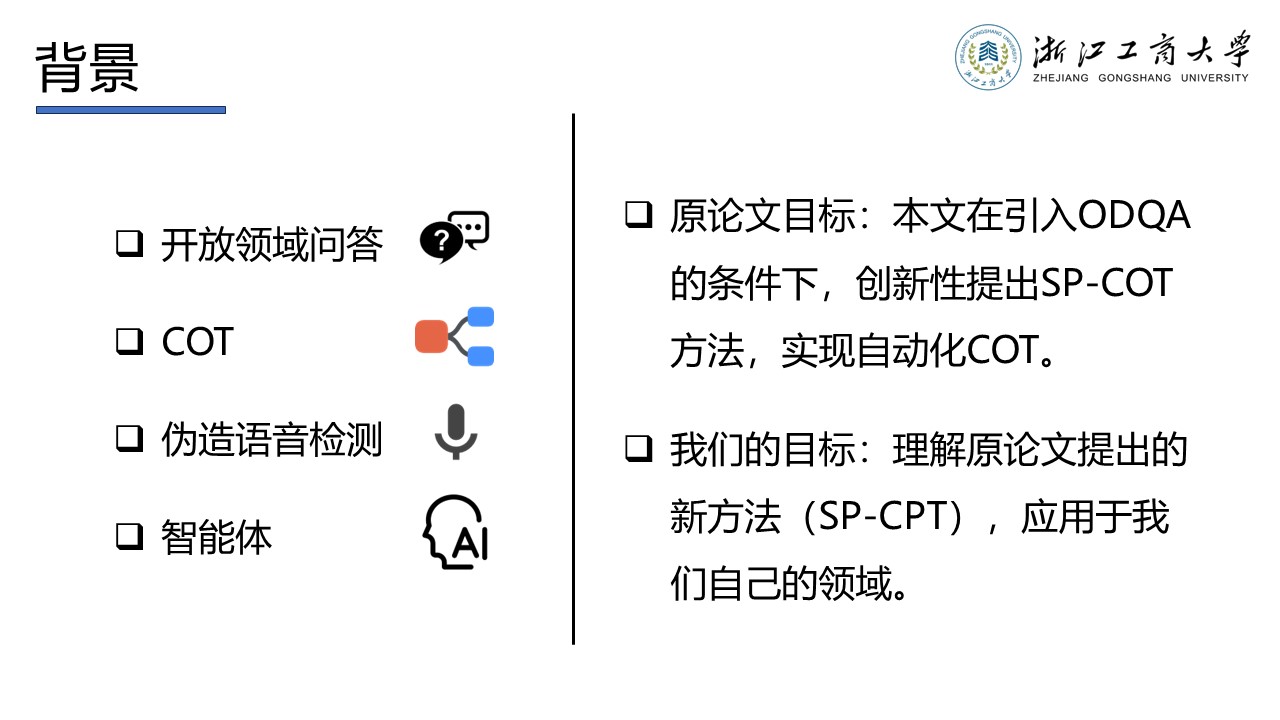 背景
浙江工商大学
ZHEJIANG GONGSHANG UNIVERSITY
开放领域问答
?
COT
伪造语音检测
智能体
AI
原论文目标：本文在引入ODQA
的条件下，创新性提出SP-COT
方法，实现自动化COT。
我们的目标：理解原论文提出的
新方法（SP-CPT），应用于我
们自己的领域。